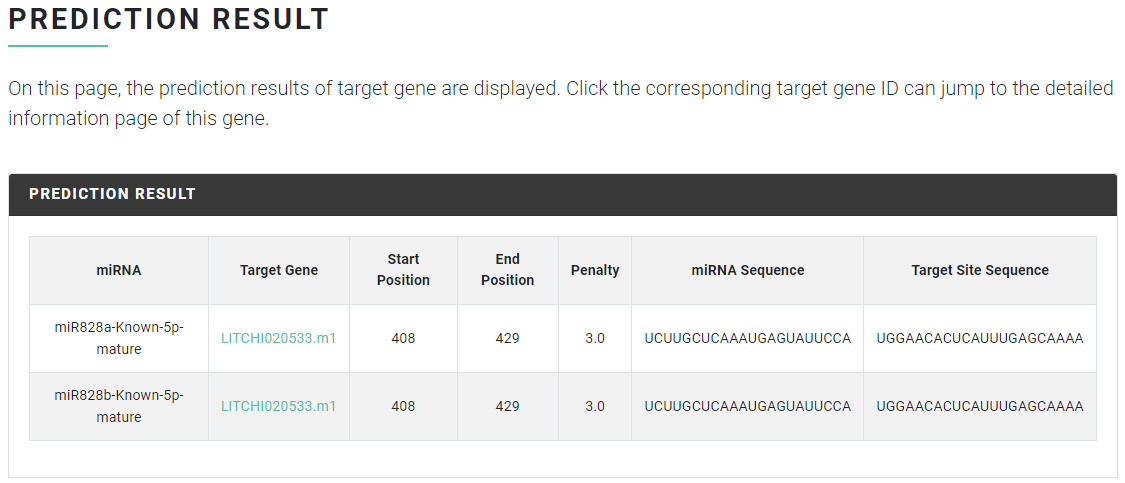 PREDICTION RESULT
On this page, the prediction results of target gene are displayed. Click the corresponding target gene ID can jump to the detailed
information page of this gene.
PREDICTION RESULT
miRNA Target Gene Start Position End Position Penalty miRNA Sequence Target Site Sequence
miR828a-Known-5p-mature LITCHI020533.m1 408 429 3.0 UCUUGCUCAAAUGAGUAUUCCA UGGAACACUCAUUUGAGCAAAA
miR828b-Known-5p-mature LITCHI020533.m1 408 429 3.0 UCUUGCUCAAAUGAGUAUUCCA UGGAACACUCAUUUGAGCAAAA